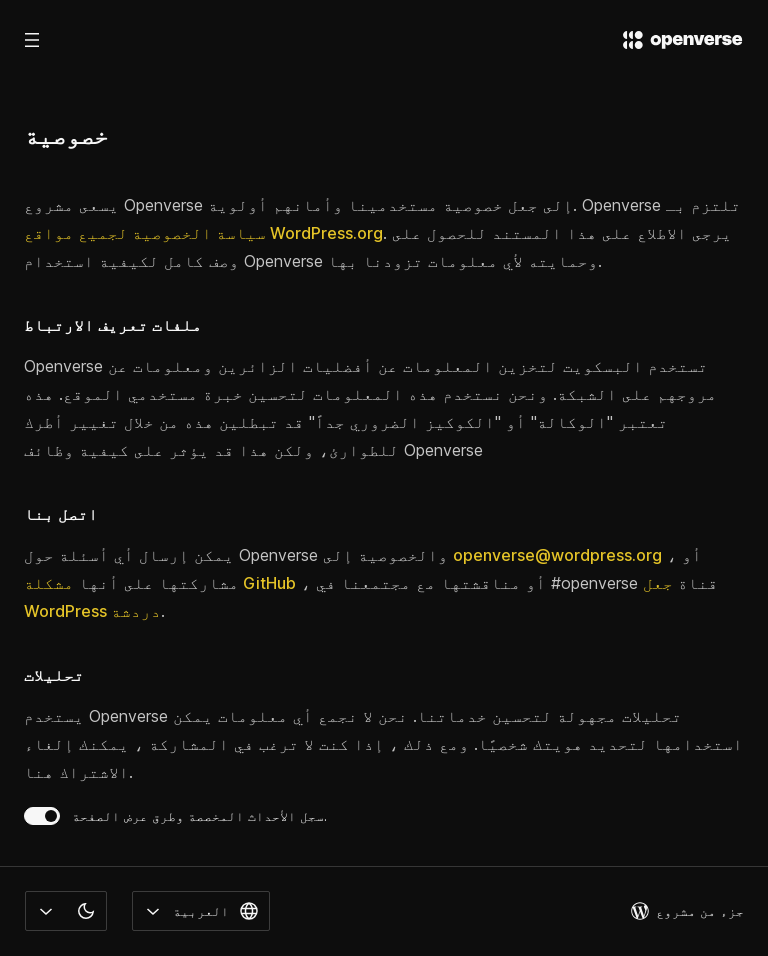 openverse
خصوصية
يسعى مشروع Openverse إلى جعل خصوصية مستخدمينا وأمانهم أولوية. Openverse تلتزم بـ
سياسة الخصوصية لجميع مواقع WordPress.org. يرجى الاطلاع على هذا المستند للحصول على
وصف كامل لكيفية استخدام Openverse وحمايته لأي معلومات تزودنا بها.
ملفات تعريف الارتباط
Openverse تستخدم البسكويت لتخزين المعلومات عن أفضليات الزائرين ومعلومات عن
مروجهم على الشبكة. ونحن نستخدم هذه المعلومات لتحسين خبرة مستخدمي الموقع. هذه
تعتبر "الوكالة" أو "الكوكيز الضروري جداً" قد تبطلين هذه من خلال تغيير أطرك
للطوارئ، ولكن هذا قد يؤثر على كيفية وظائف Openverse
اتصل بنا
يمكن إرسال أي أسئلة حول Openverse والخصوصية إلى openverse@wordpress.org ، أو
مشاركتها على أنها مشكلة GitHub ، أو مناقشتها مع مجتمعنا في #openverse قناة جعل
WordPress دردشة.
تحليلات
يستخدم Openverse تحليلات مجهولة لتحسين خدماتنا. نحن لا نجمع أي معلومات يمكن
استخدامها لتحديد هويتك شخصيًا. ومع ذلك ، إذا كنت لا ترغب في المشاركة ، يمكنك إلغاء
الاشتراك هنا.
سجل الأحداث المخصصة وطرق عرض الصفحة.
جزء من مشروع
العربية